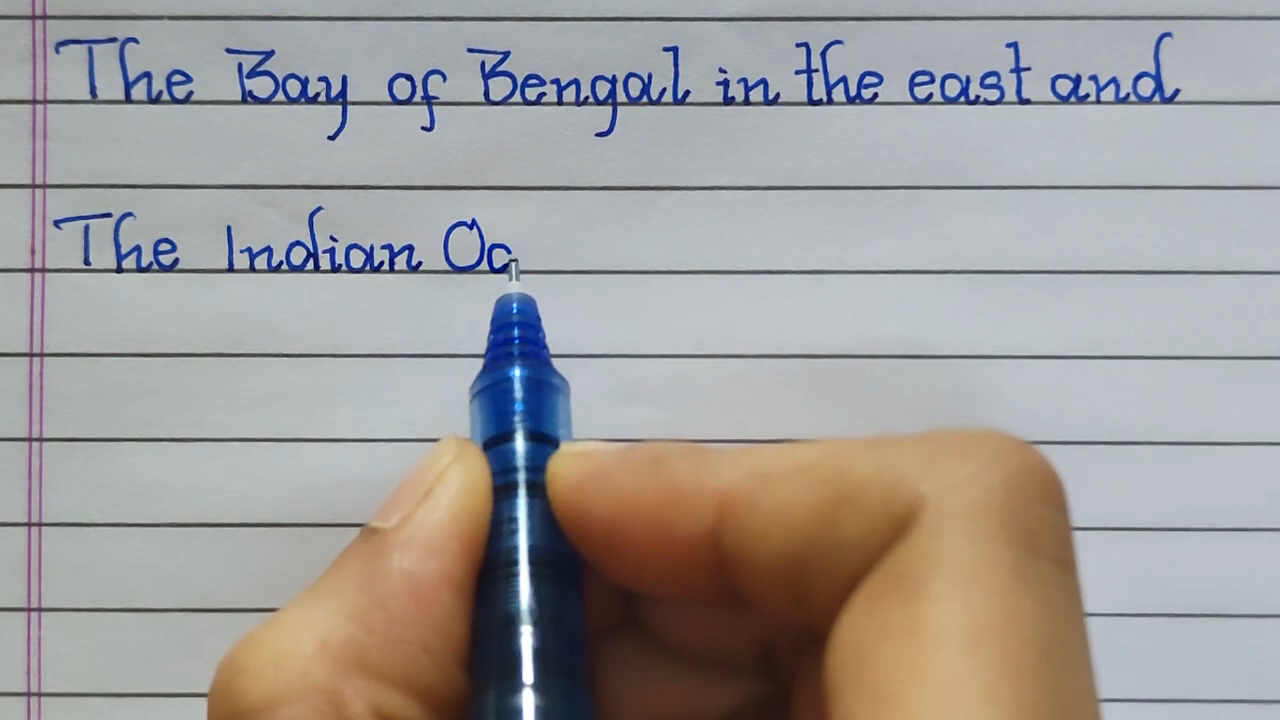 The Bay of Bengal in the east and
The Indian Oc